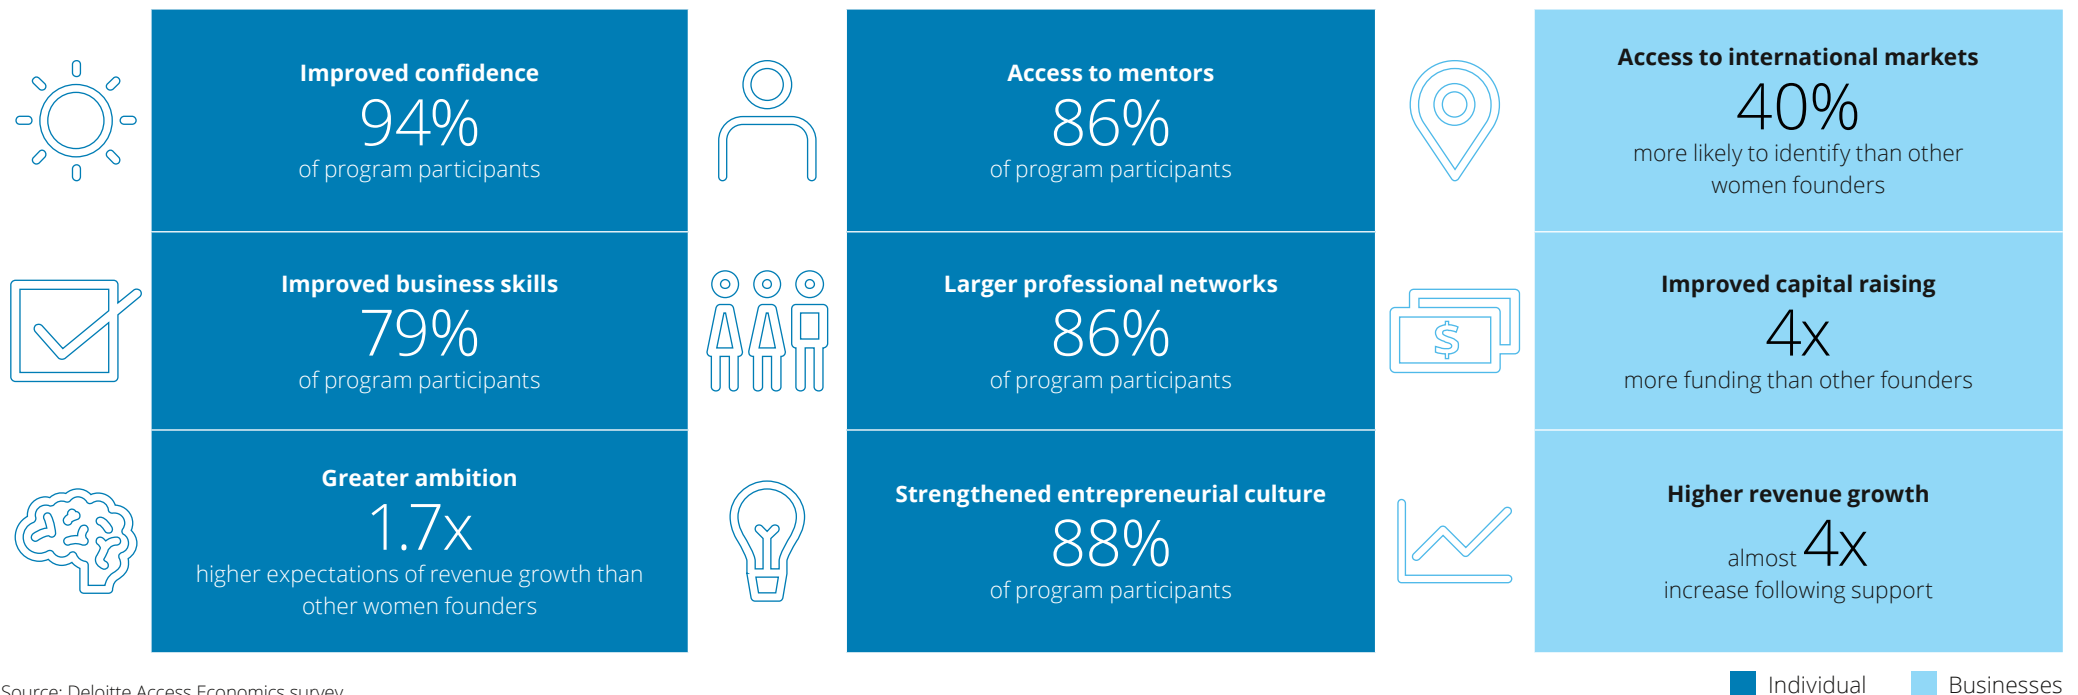 Improved confidence
94%
of program participants
Access to mentors
86%
of program participants
Access to international markets
40%
more likely to identify than other
women founders
Improved business skills
79%
of program participants
Larger professional networks
86%
of program participants
$
Improved capital raising
4x
more funding than other founders
Greater ambition
1.7x
higher expectations of revenue growth than
other women founders
Strengthened entrepreneurial culture
88%
of program participants
Higher revenue growth
almost 4x
increase following support
Source: Deloitte Access Economics survey
Individual
Businesses